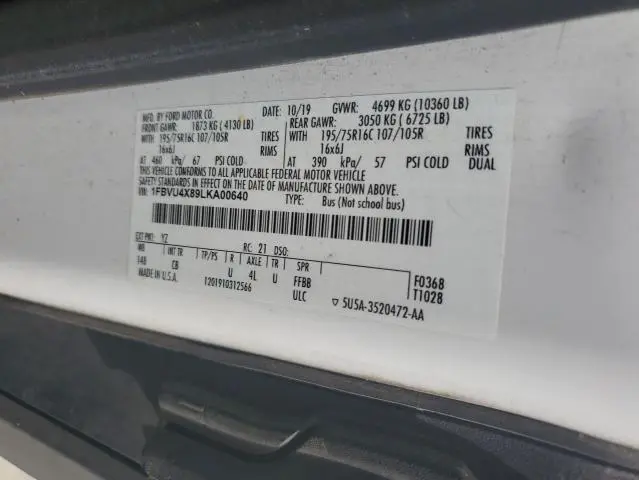 MFD. BY FORD MOTOR CO.
DATE: 10/19 GVWR: 4699 KG (10360 LB)
FRONT GAWR: 1873 KG (4130 LB) REAR GAWR: 3050 KG (6725 LB)
WITH 195/75R16C 107/105R TIRES WITH 195/75R16C 107/105R TIRES
16x6J RIMS 16x6J RIMS
AT 460 kPa/ 67 PSI COLD AT 390 kPa/ 57 PSI COLD DUAL
THIS VEHICLE CONFORMS TO ALL APPLICABLE FEDERAL MOTOR VEHICLE
SAFETY STANDARDS IN EFFECT ON THE DATE OF MANUFACTURE SHOWN ABOVE.
VIN: 1FBVU4X89LKA00640 TYPE: Bus (Not school bus)
EXT PNT: YZ RC: 21 DSO:
WB INT TR TP/PS R AXLE TR SPR
148 CB U 4L U FFBB F0368
MADE IN U.S.A. 1201910312566 ULC T1028
▽ 5U5A-3520472-AA